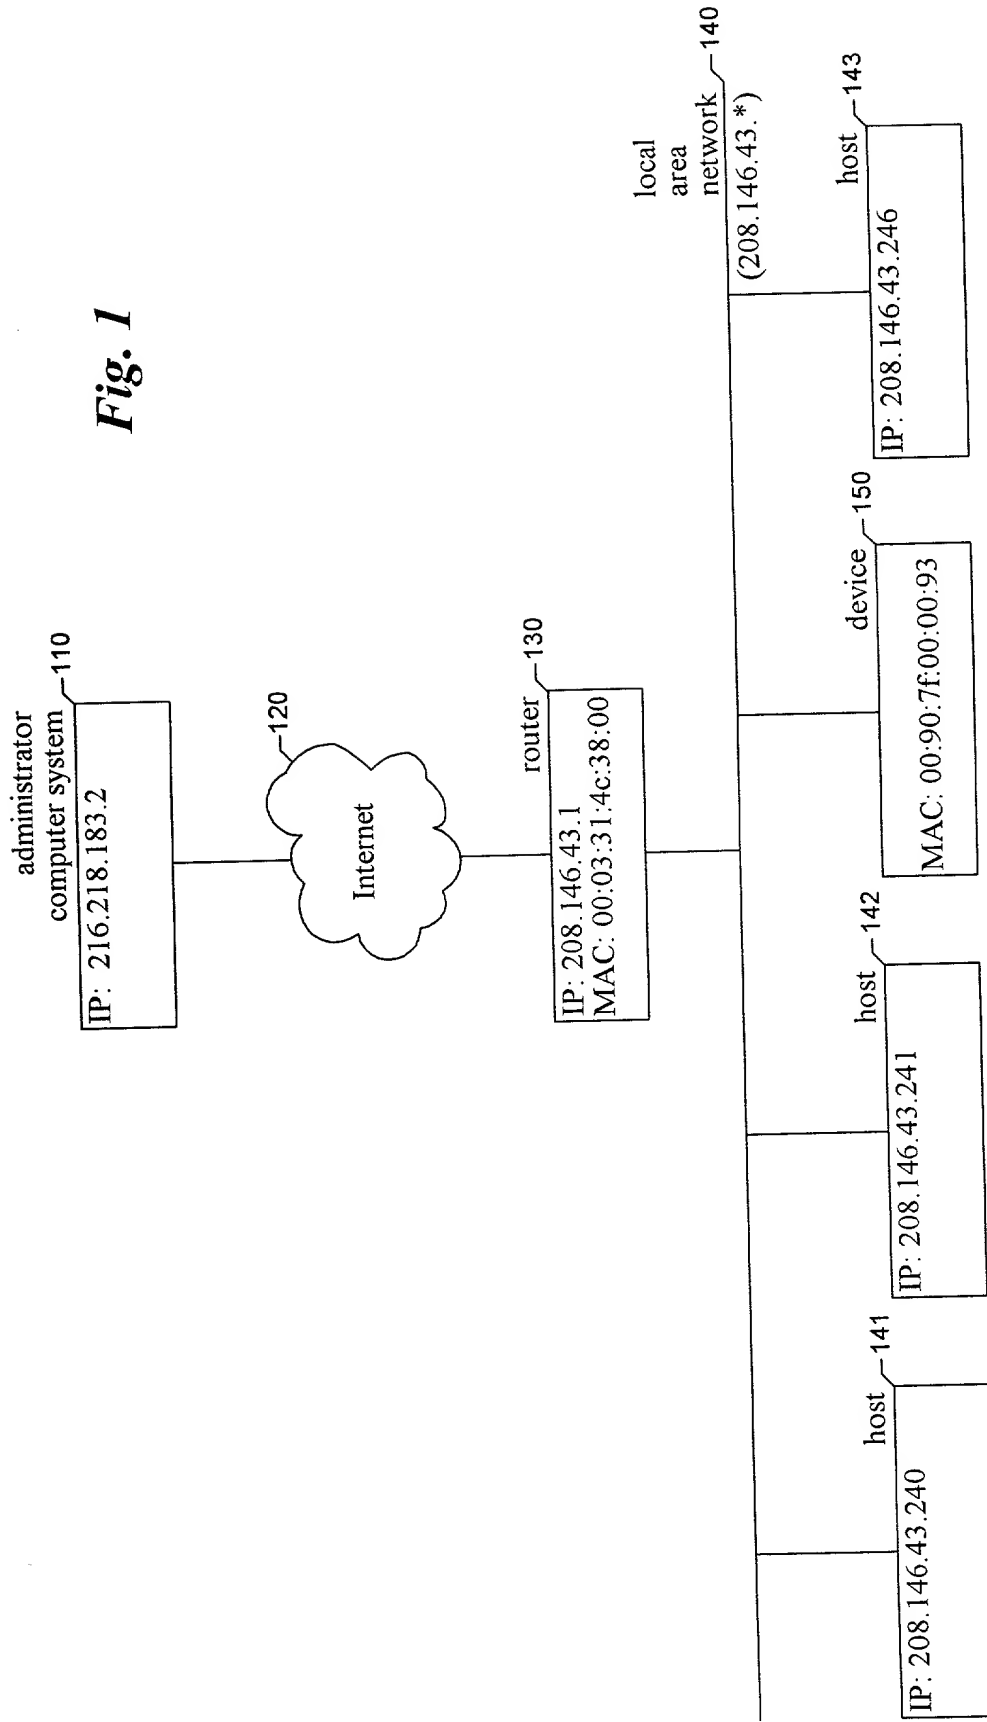 Fig. 1
administrator
computer system
110
IP: 216.218.183.2
120
Internet
router
130
IP: 208.146.43.1
MAC: 00:03:31:4c:38:00
local
area
network
140
(208.146.43.*)
host
141
IP: 208.146.43.240
host
142
IP: 208.146.43.241
device
150
MAC: 00:90:7f:00:00:93
host
143
IP: 208.146.43.246